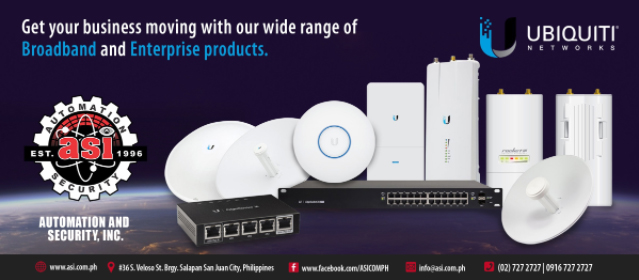 Get your business moving with our wide range of
Broadband and Enterprise products.
UBIQUITI
NETWORKS
AUTOMATION
EST. asi 1996
SECURITY
AUTOMATION AND
SECURITY, INC.
www.asi.com.ph #36 S. Veloso St. Brgy. Salapan San Juan City, Philippines www.facebook.com/ASICOMPH info@asi.com.ph (02) 727 2727 | 0916 727 2727